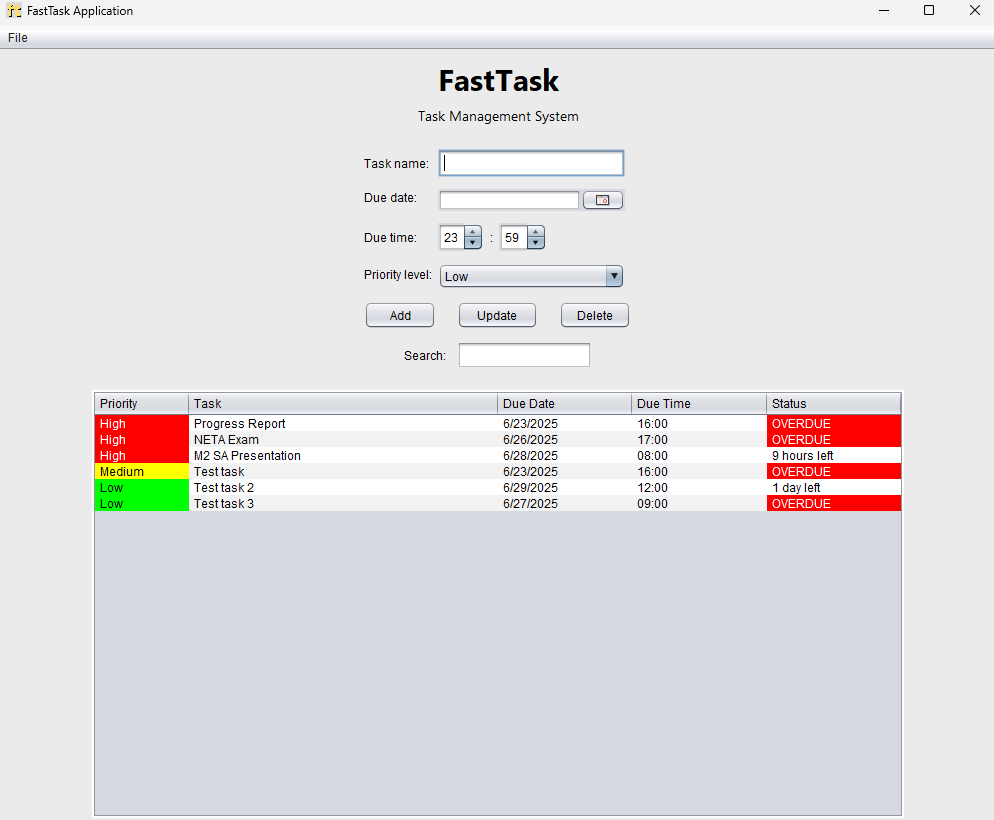 FastTask Application
File
FastTask
Task Management System
Task name:
Due date:
Due time: 23 : 59
Priority level: Low
Add Update Delete
Search:
Priority Task Due Date Due Time Status
High Progress Report 6/23/2025 16:00 OVERDUE
High NETA Exam 6/26/2025 17:00 OVERDUE
High M2 SA Presentation 6/28/2025 08:00 9 hours left
Medium Test task 6/23/2025 16:00 OVERDUE
Low Test task 2 6/29/2025 12:00 1 day left
Low Test task 3 6/27/2025 09:00 OVERDUE